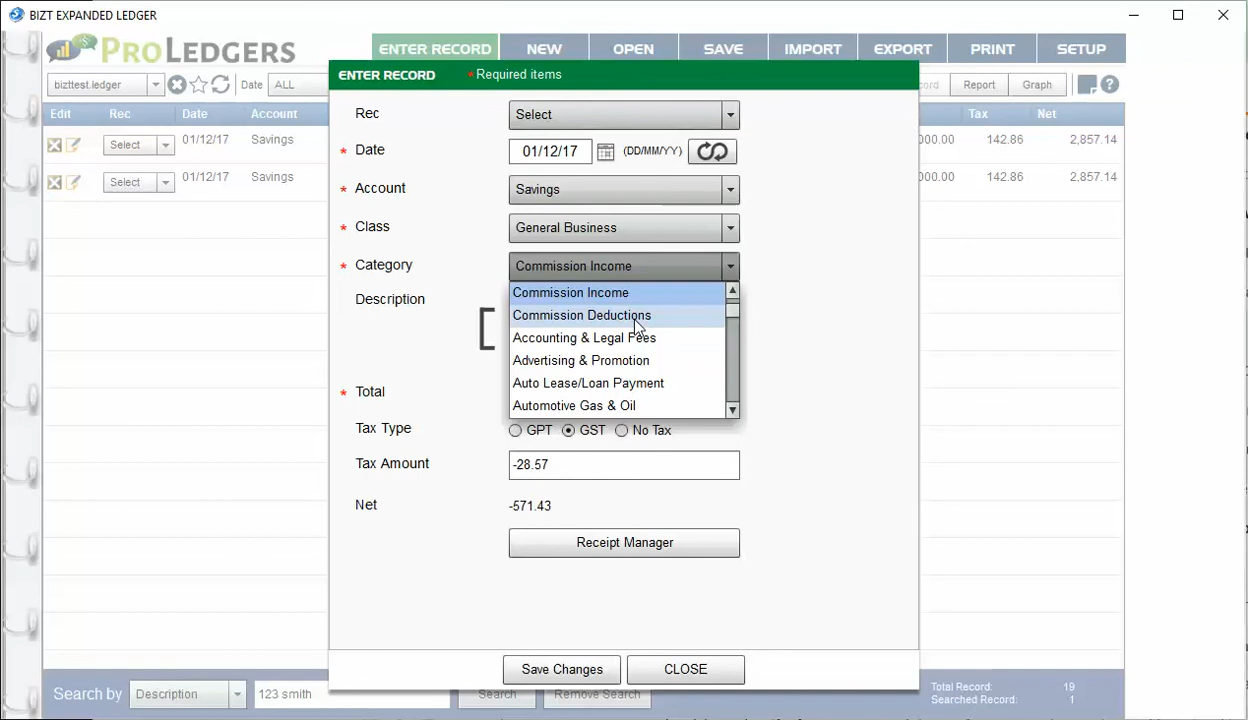 BIZT EXPANDED LEDGER
PROLEDGERS
ENTER RECORD NEW OPEN SAVE IMPORT EXPORT PRINT SETUP
bizttest.ledger Date ALL Report Graph
Edit Rec Date Account Tax Net
Select 01/12/17 Savings 000.00 142.86 2,857.14
Select 01/12/17 Savings 000.00 142.86 2,857.14
ENTER RECORD * Required items
Rec Select
* Date 01/12/17 (DD/MM/YY)
* Account Savings
* Class General Business
* Category Commission Income
Commission Income
Description
Commission Deductions
Accounting & Legal Fees
Advertising & Promotion
Auto Lease/Loan Payment
* Total
Automotive Gas & Oil
Tax Type GPT GST No Tax
Tax Amount -28.57
Net -571.43
Receipt Manager
Save Changes CLOSE
Search by Description 123 smith Search Remove Search
Total Record: 19
Searched Record: 1